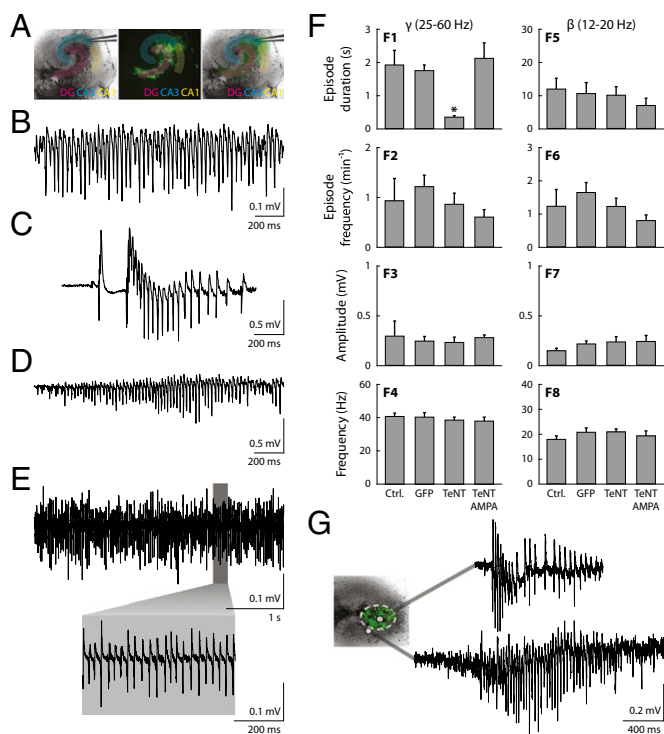 A
DG CA3 CA1
DG CA3 CA1
DG CA3 CA1
B
0.1 mV
200 ms
C
0.5 mV
200 ms
D
0.5 mV
200 ms
E
0.1 mV
1 s
0.1 mV
200 ms
F
γ (25-60 Hz)
β (12-20 Hz)
F1
Episode
duration (s)
3
2
1
0
*
F5
30
20
10
0
F2
Episode
frequency (min⁻¹)
2
1
0
F6
3
2
1
0
F3
Amplitude (mV)
1
0.5
0
F7
1
0.5
0
F4
Frequency (Hz)
60
40
20
0
Ctrl.
GFP
TeNT
TeNT
AMPA
F8
40
30
20
10
0
Ctrl.
GFP
TeNT
TeNT
AMPA
G
0.2 mV
400 ms